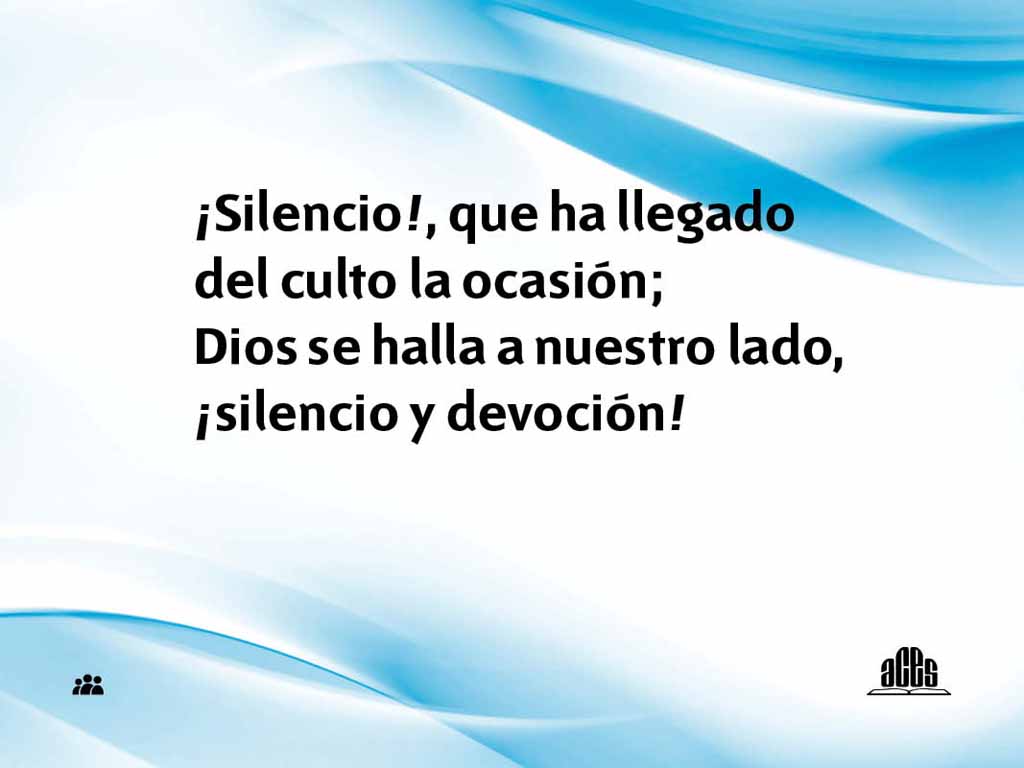 ¡Silencio!, que ha llegado
del culto la ocasión;
Dios se halla a nuestro lado,
¡silencio y devoción!
aces